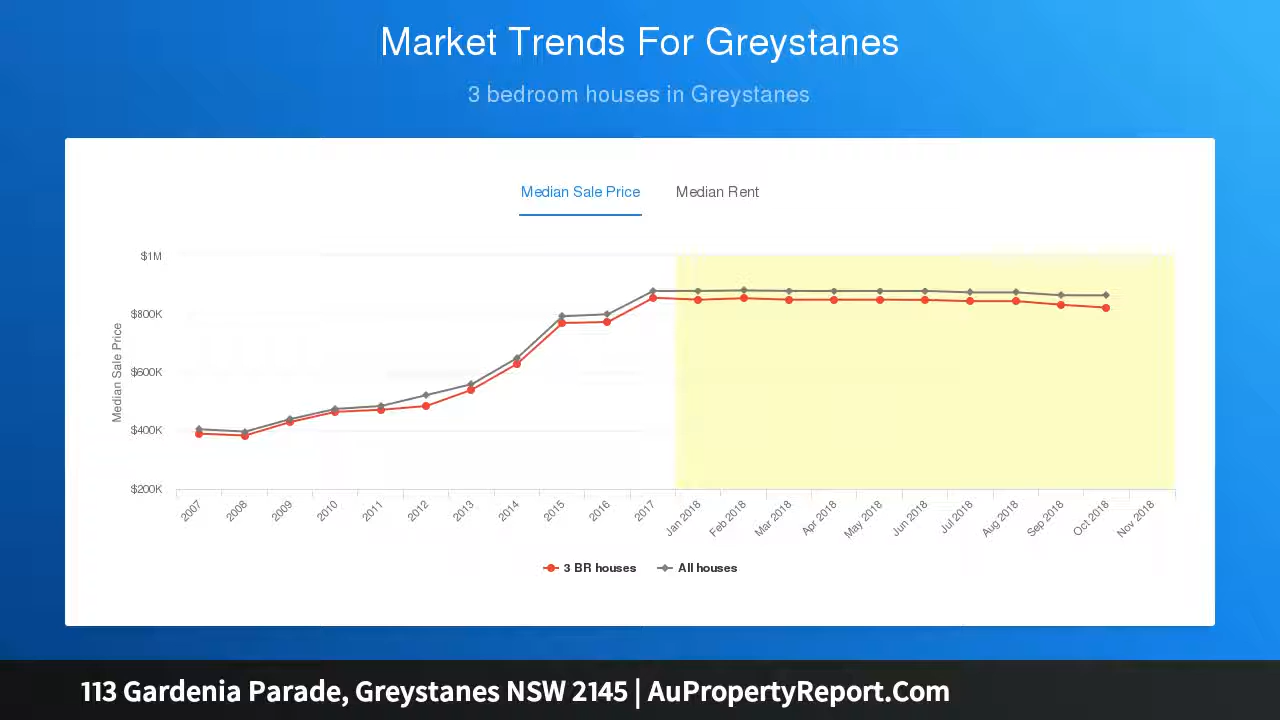 Market Trends For Greystanes
3 bedroom houses in Greystanes
Median Sale Price Median Rent
Median Sale Price
$1M
$800K
$600K
$400K
$200K
2007 2008 2009 2010 2011 2012 2013 2014 2015 2016 2017 Jan 2018 Feb 2018 Mar 2018 Apr 2018 May 2018 Jun 2018 Jul 2018 Aug 2018 Sep 2018 Oct 2018 Nov 2018
3 BR houses All houses
113 Gardenia Parade, Greystanes NSW 2145 | AuPropertyReport.Com